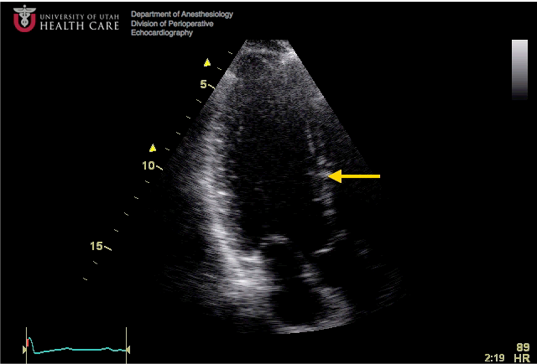 UNIVERSITY OF UTAH
HEALTH CARE
Department of Anesthesiology
Division of Perioperative
Echocardiography
5
10
15
89
2:19 HR